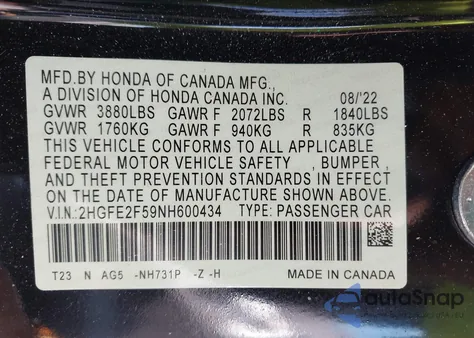 MFD.BY HONDA OF CANADA MFG.,
A DIVISION OF HONDA CANADA INC. 08/'22
GVWR 3880LBS GAWR F 2072LBS R 1840LBS
GVWR 1760KG GAWR F 940KG R 835KG
THIS VEHICLE CONFORMS TO ALL APPLICABLE
FEDERAL MOTOR VEHICLE SAFETY , BUMPER ,
AND THEFT PREVENTION STANDARDS IN EFFECT
ON THE DATE OF MANUFACTURE SHOWN ABOVE.
V.I.N.:2HGFE2F59NH600434 TYPE: PASSENGER CAR
T23 N AG5 -NH731P -Z -H MADE IN CANADA
autaSnap